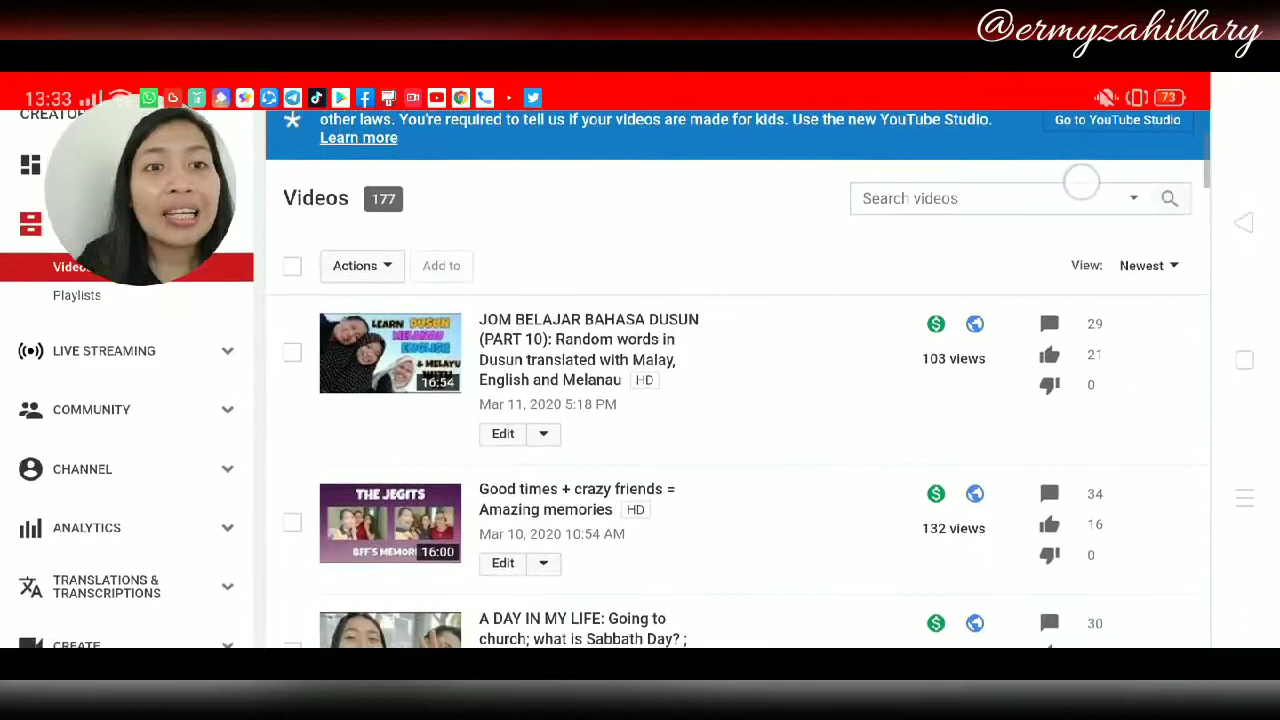 @ermyzahillary
13:33
73
CREATO
other laws. You're required to tell us if your videos are made for kids. Use the new YouTube Studio.
Learn more
Go to YouTube Studio
Videos 177
Search videos
Actions
Add to
View: Newest
Videos
Playlists
LIVE STREAMING
COMMUNITY
CHANNEL
ANALYTICS
TRANSLATIONS &
TRANSCRIPTIONS
CREATE
LEARN DUSUN
MELANAU
ENGLISH
& MELAYU
16:54
JOM BELAJAR BAHASA DUSUN
(PART 10): Random words in
Dusun translated with Malay,
English and Melanau HD
Mar 11, 2020 5:18 PM
Edit
103 views
29
21
0
THE JEGITS
BFF'S MEMORI
16:00
Good times + crazy friends =
Amazing memories HD
Mar 10, 2020 10:54 AM
Edit
132 views
34
16
0
A DAY IN MY LIFE: Going to
church; what is Sabbath Day? ;
30